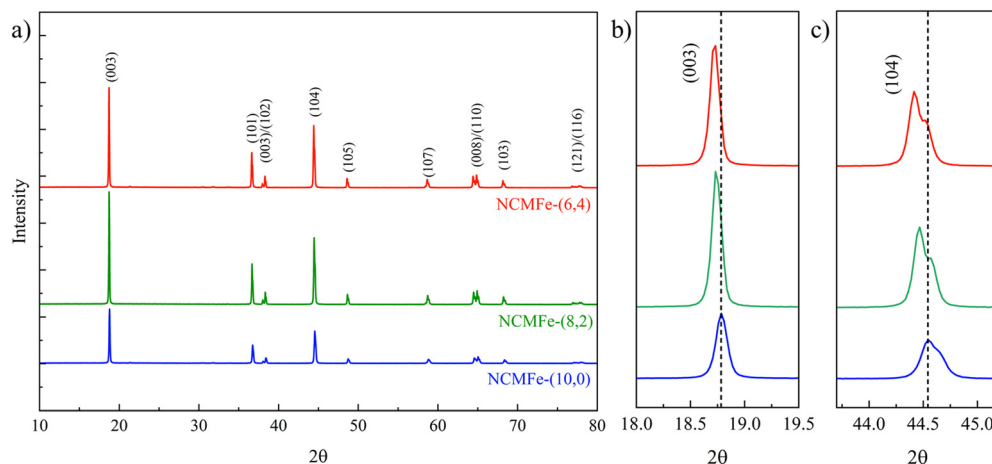 a)
Intensity
(003)
(101)
(003)/(102)
(104)
(105)
(107)
(008)/(110)
(103)
(121)/(116)
NCMFe-(6,4)
NCMFe-(8,2)
NCMFe-(10,0)
10 20 30 40 50 60 70 80
2θ
b)
(003)
18.0 18.5 19.0 19.5
2θ
c)
(104)
44.0 44.5 45.0
2θ